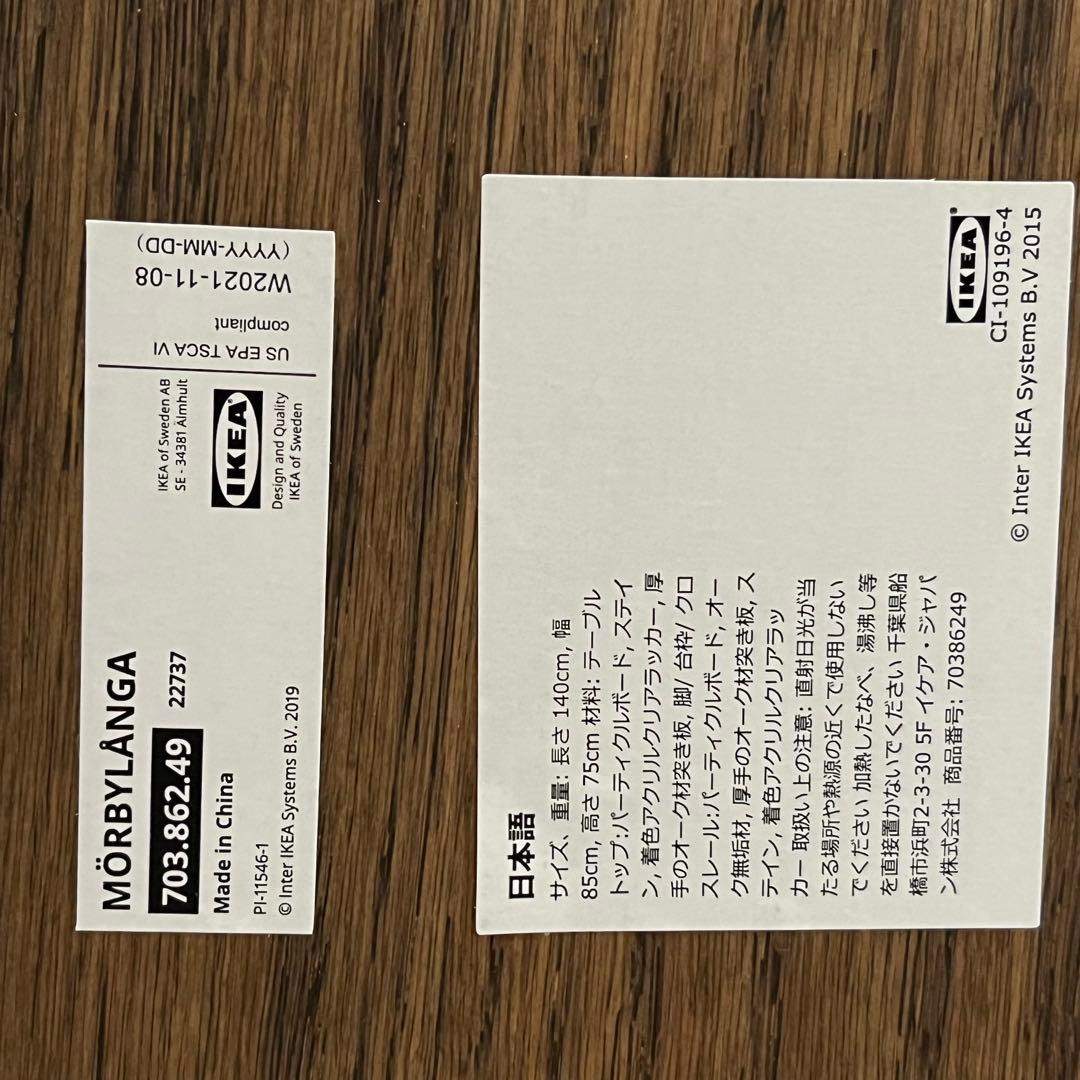 MÖRBYLÅNGA
703.862.49 22737
Made in China
PI-11546-1
© Inter IKEA Systems B.V. 2019
IKEA of Sweden AB
SE - 34381 Älmhult
IKEA®
Design and Quality
IKEA of Sweden
US EPA TSCA VI
compliant
W2021-11-08
(YYYY-MM-DD)
日本語
サイズ、重量: 長さ 140cm, 幅
85cm, 高さ 75cm 材料: テーブル
トップ:パーティクルボード, ステイ
ン, 着色アクリルクリアラッカー, 厚
手のオーク材突き板, 脚/ 台枠/ クロ
スレール:パーティクルボード, オー
ク無垢材, 厚手のオーク材突き板, ス
テイン, 着色アクリルクリアラッ
カー 取扱い上の注意: 直射日光が当
たる場所や熱源の近くで使用しない
でください 加熱したなべ、湯沸し等
を直接置かないでください 千葉県船
橋市浜町2-3-30 5F イケア・ジャパ
ン株式会社 商品番号: 70386249
IKEA®
CI-109196-4
© Inter IKEA Systems B.V 2015